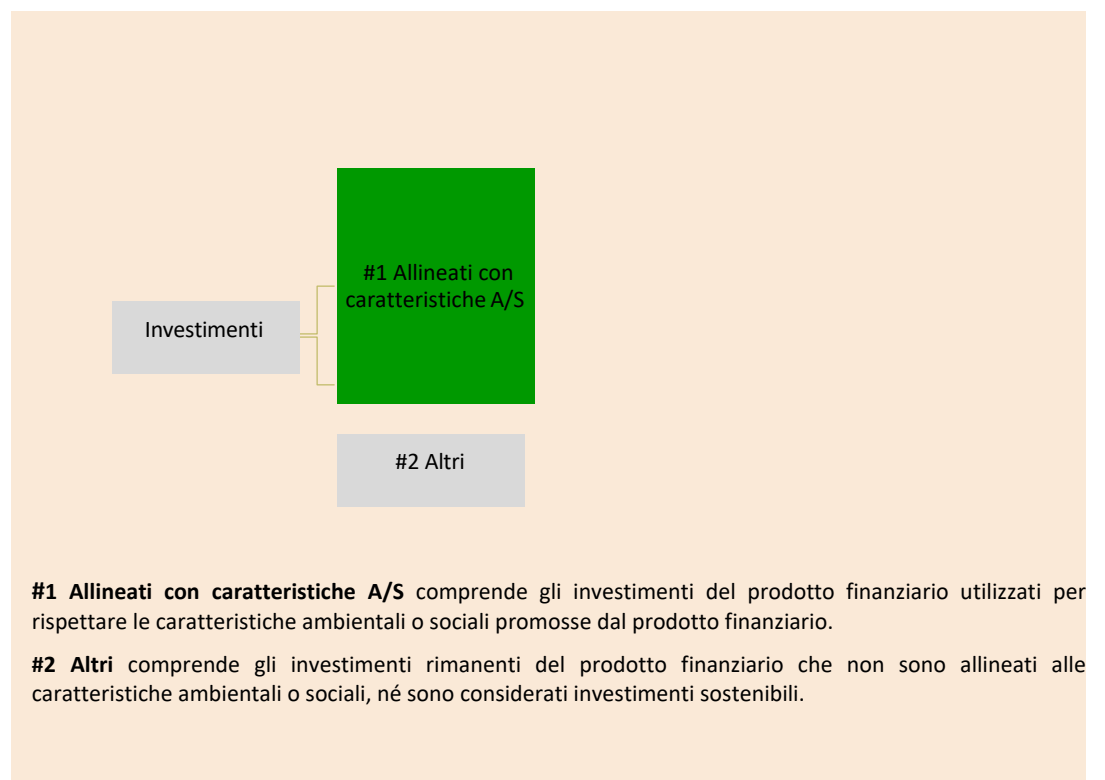 #1 Allineati con
caratteristiche A/S
Investimenti
#2 Altri
#1 Allineati con caratteristiche A/S comprende gli investimenti del prodotto finanziario utilizzati per
rispettare le caratteristiche ambientali o sociali promosse dal prodotto finanziario.
#2 Altri comprende gli investimenti rimanenti del prodotto finanziario che non sono allineati alle
caratteristiche ambientali o sociali, né sono considerati investimenti sostenibili.